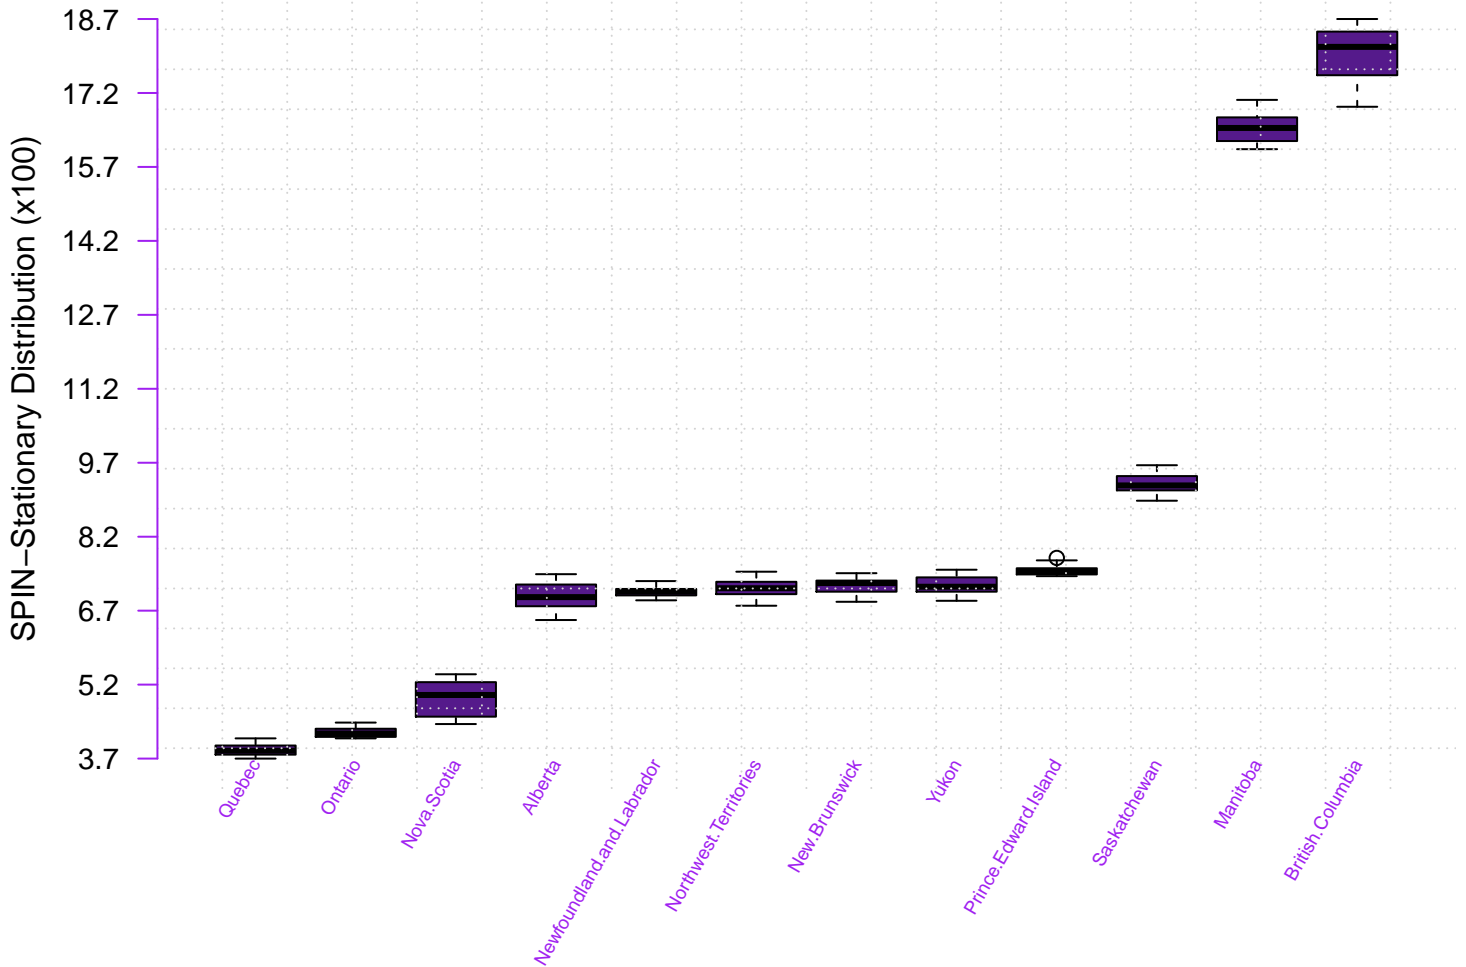 SPIN−Stationary Distribution (x100)
18.7
17.2
15.7
14.2
12.7
11.2
9.7
8.2
6.7
5.2
3.7
Quebec
Ontario
Nova.Scotia
Alberta
Newfoundland.and.Labrador
Northwest.Territories
New.Brunswick
Yukon
Prince.Edward.Island
Saskatchewan
Manitoba
British.Columbia